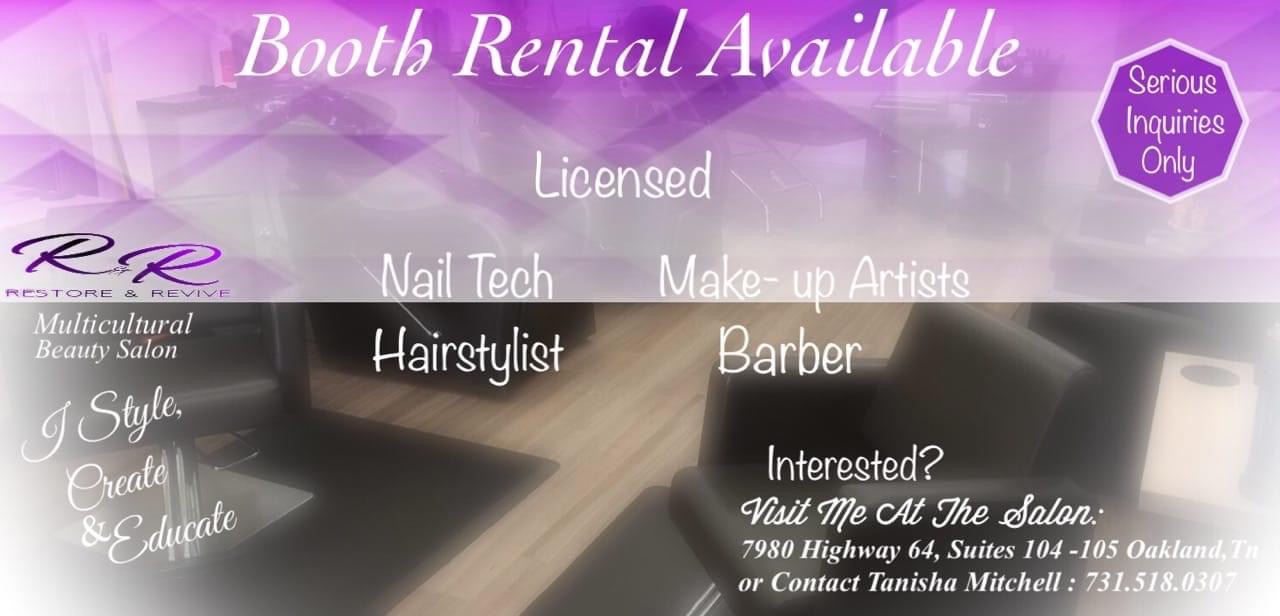 Booth Rental Available
Serious
Inquiries
Only
Licensed
Nail Tech
Make- up Artists
Hairstylist
Barber
R & R
RESTORE & REVIVE
Multicultural
Beauty Salon
I Style,
Create
& Educate
Interested?
Visit Me At The Salon:
7980 Highway 64, Suites 104 -105 Oakland,Tn
or Contact Tanisha Mitchell : 731.518.0307